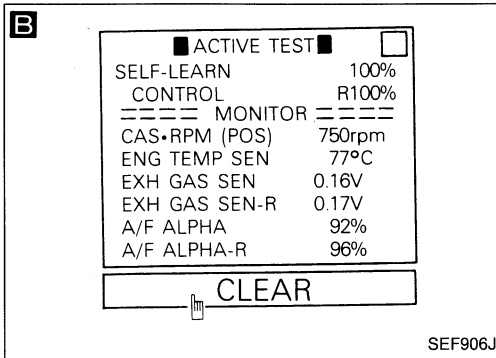 B
ACTIVE TEST
SELF-LEARN 100%
CONTROL R100%
==== MONITOR ====
CAS•RPM (POS) 750rpm
ENG TEMP SEN 77°C
EXH GAS SEN 0.16V
EXH GAS SEN-R 0.17V
A/F ALPHA 92%
A/F ALPHA-R 96%
CLEAR
SEF906J